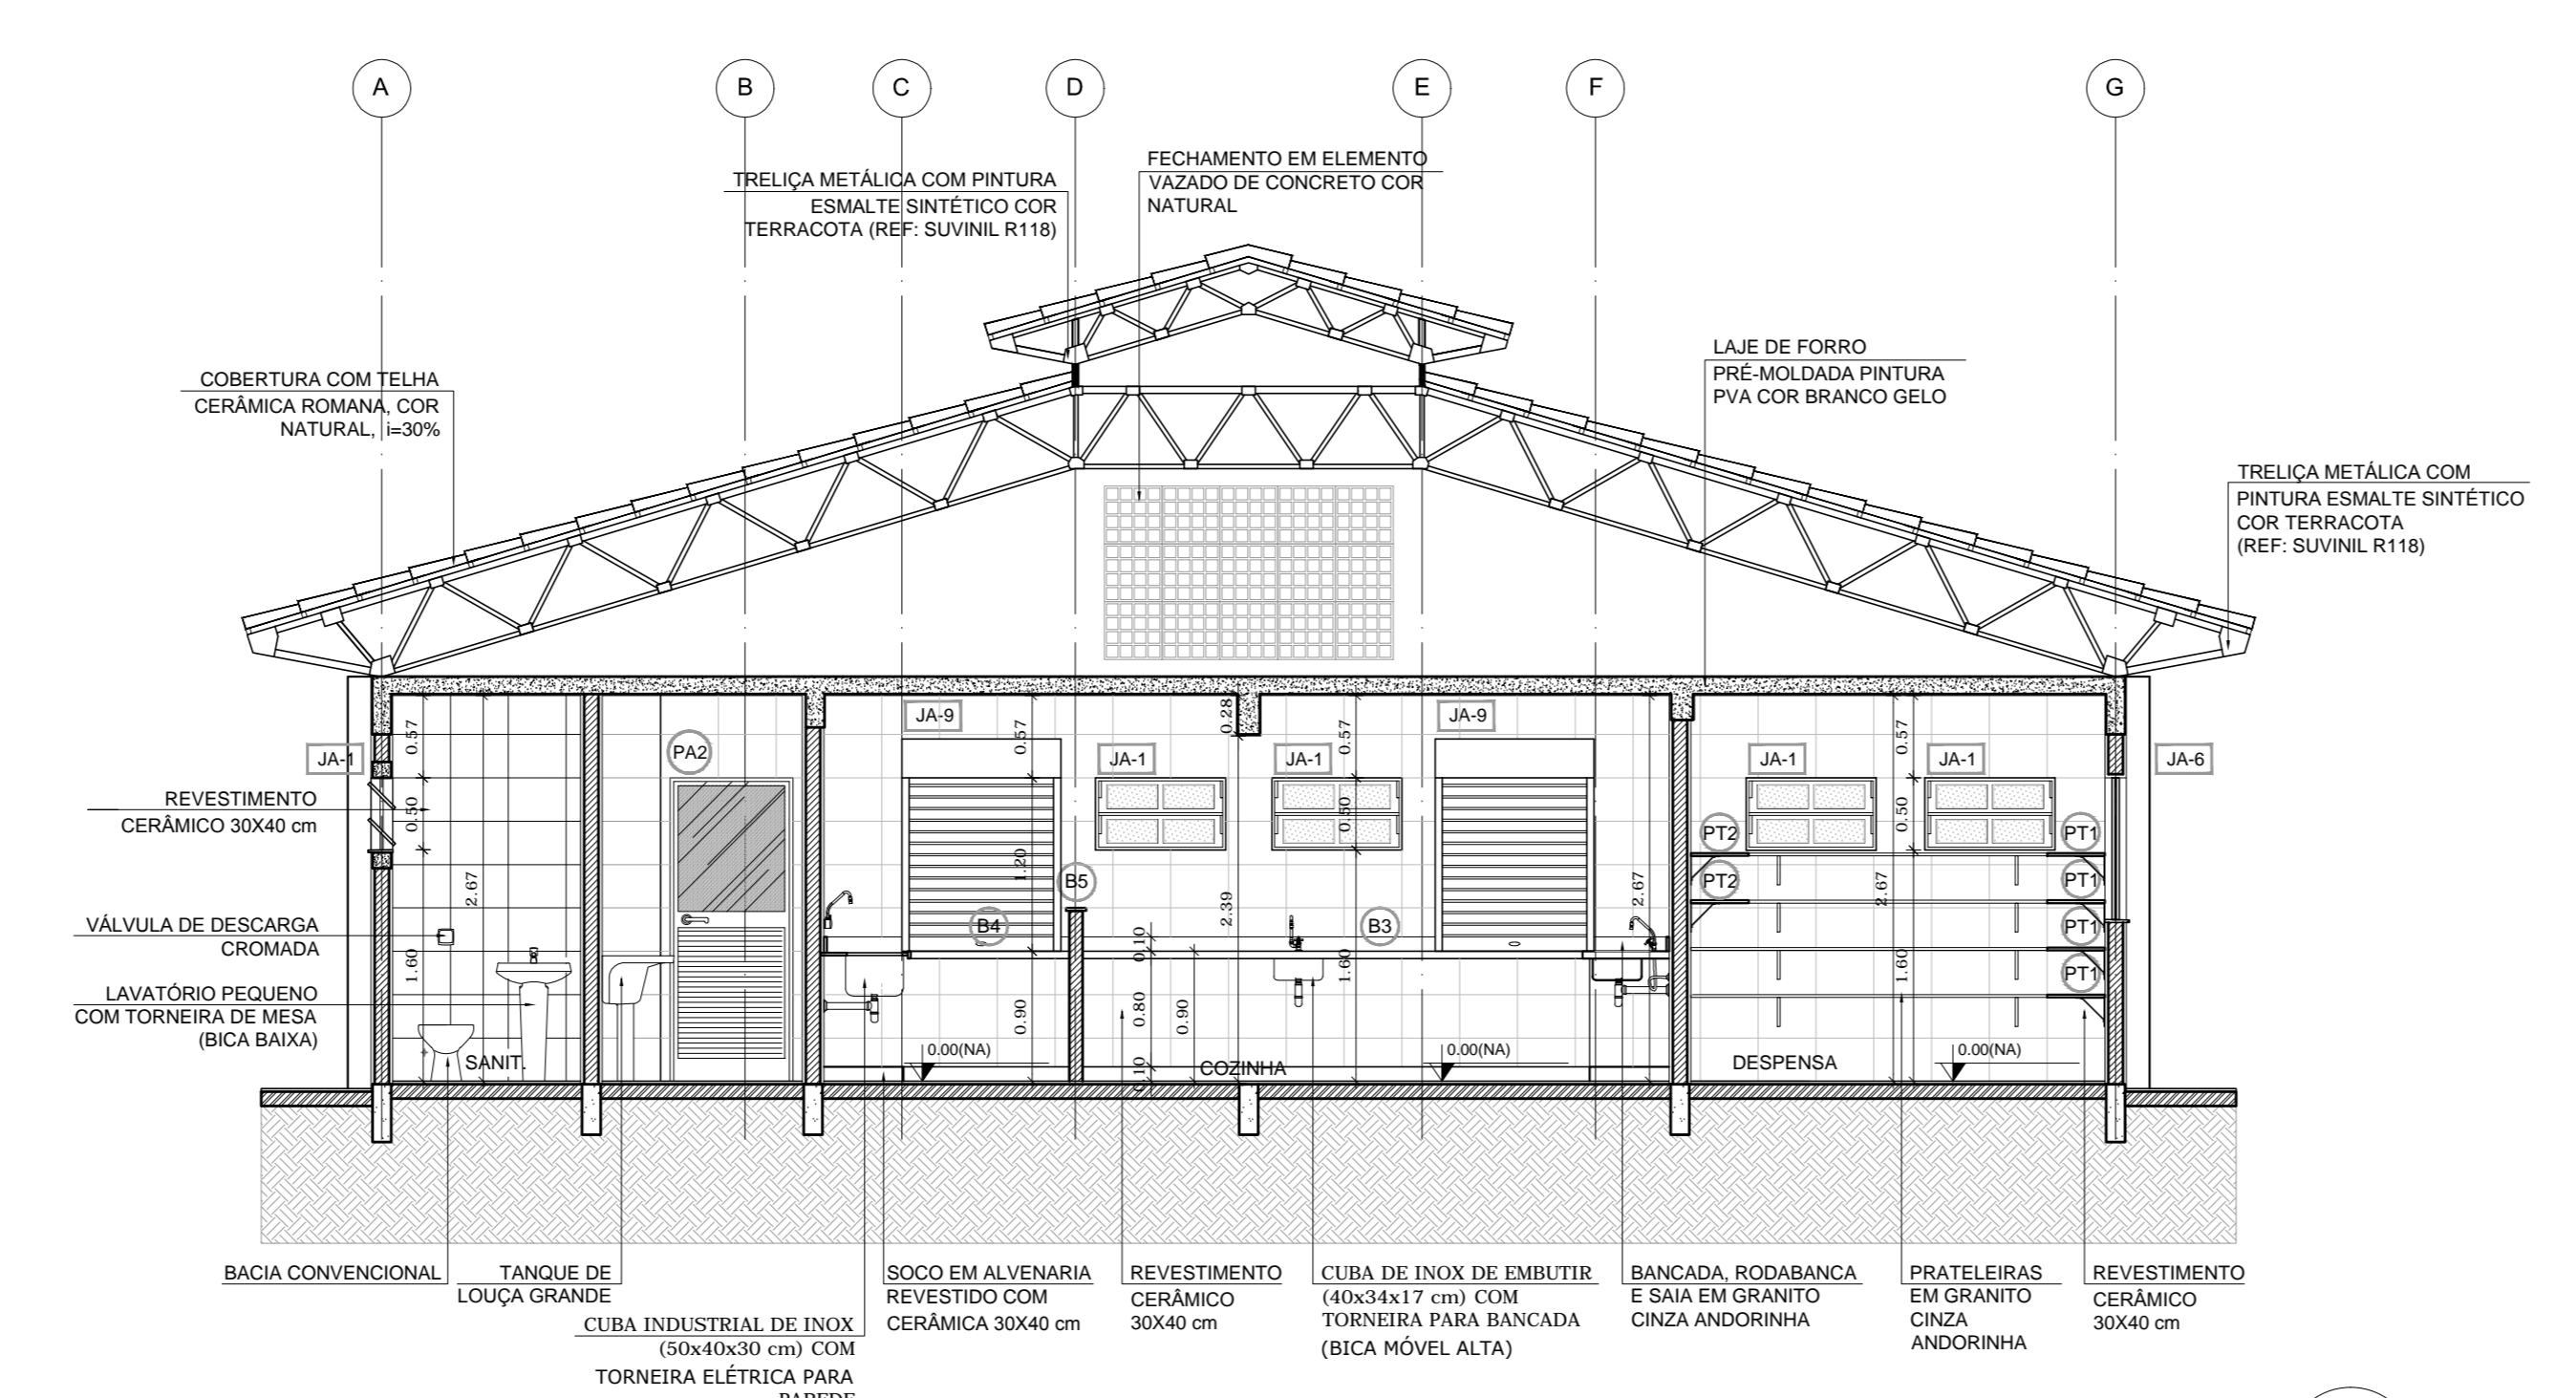 A
B
C
D
E
F
G
FECHAMENTO EM ELEMENTO
VAZADO DE CONCRETO COR
NATURAL
TRELIÇA METÁLICA COM PINTURA
ESMALTE SINTÉTICO COR
TERRACOTA (REF: SUVINIL R118)
LAJE DE FORRO
PRÉ-MOLDADA PINTURA
PVA COR BRANCO GELO
COBERTURA COM TELHA
CERÂMICA ROMANA, COR
NATURAL, i=30%
TRELIÇA METÁLICA COM
PINTURA ESMALTE SINTÉTICO
COR TERRACOTA
(REF: SUVINIL R118)
JA-1
REVESTIMENTO
CERÂMICO 30X40 cm
VÁLVULA DE DESCARGA
CROMADA
LAVATÓRIO PEQUENO
COM TORNEIRA DE MESA
(BICA BAIXA)
0.57
0.50
1.60
2.67
SANIT.
PA2
JA-9
0.57
1.20
0.90
B4
B5
0.00(NA)
JA-1
0.28
2.39
0.10
0.80
0.10
0.90
COZINHA
JA-1
0.57
0.50
1.60
B3
JA-9
0.00(NA)
2.67
JA-1
JA-1
JA-6
0.57
0.50
1.60
2.67
PT2
PT2
PT1
PT1
PT1
PT1
DESPENSA
0.00(NA)
BACIA CONVENCIONAL
TANQUE DE
LOUÇA GRANDE
CUBA INDUSTRIAL DE INOX
(50x40x30 cm) COM
TORNEIRA ELÉTRICA PARA
PAREDE
SOCO EM ALVENARIA
REVESTIDO COM
CERÂMICA 30X40 cm
REVESTIMENTO
CERÂMICO
30X40 cm
CUBA DE INOX DE EMBUTIR
(40x34x17 cm) COM
TORNEIRA PARA BANCADA
(BICA MÓVEL ALTA)
BANCADA, RODABANCA
E SAIA EM GRANITO
CINZA ANDORINHA
PRATELEIRAS
EM GRANITO
CINZA
ANDORINHA
REVESTIMENTO
CERÂMICO
30X40 cm